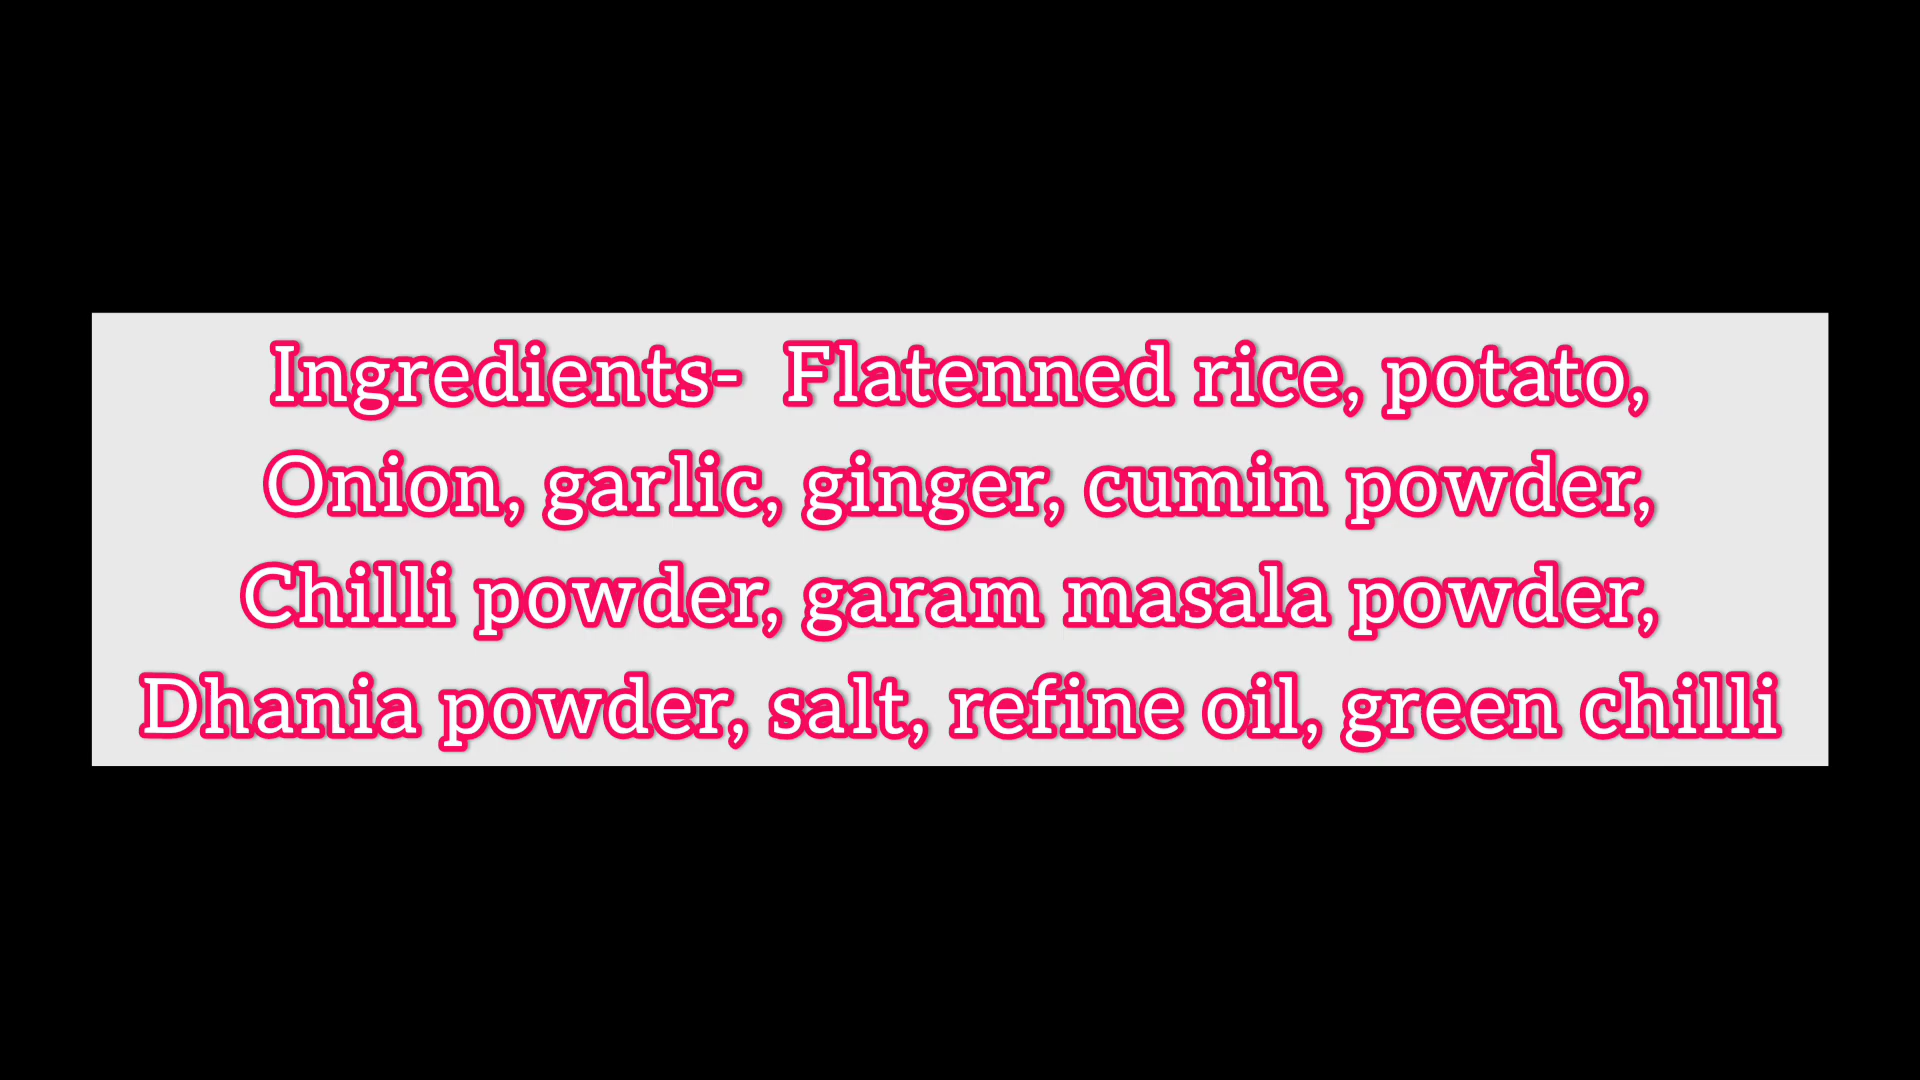 Ingredients- Flatenned rice, potato,
Onion, garlic, ginger, cumin powder,
Chilli powder, garam masala powder,
Dhania powder, salt, refine oil, green chilli